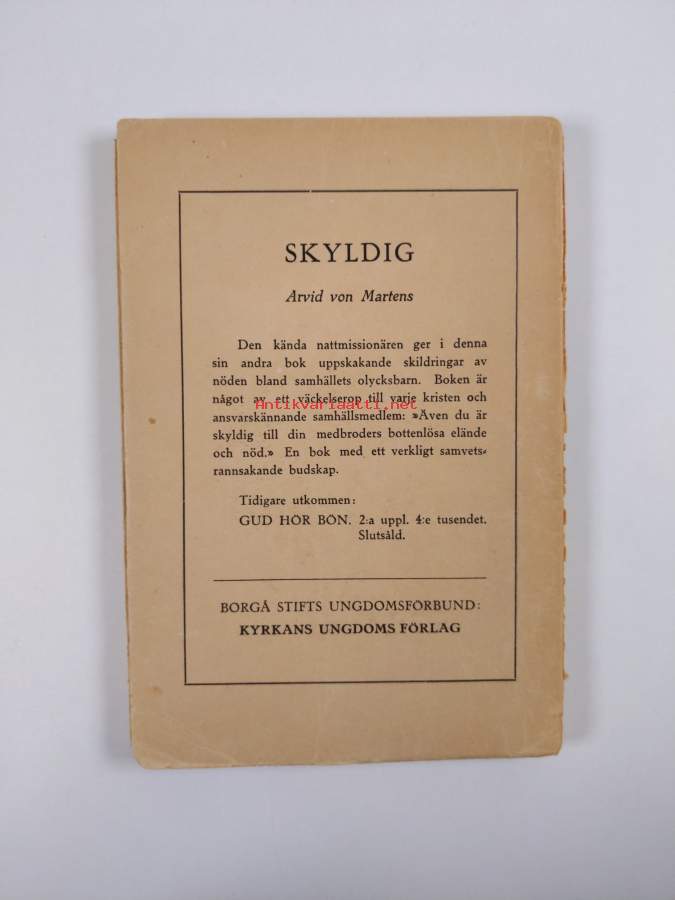 SKYLDIG
Arvid von Martens
Den kända nattmissionären ger i denna
sin andra bok uppskakande skildringar av
nöden bland samhällets olycksbarn. Boken är
något av ett väckelserop till varje kristen och
Antikvariaatti.net
ansvarskännande samhällsmedlem: »Även du är
skyldig till din medbroders bottenlösa elände
och nöd.» En bok med ett verkligt samvets-
rannsakande budskap.
Tidigare utkommen:
GUD HÖR BÖN. 2:a uppl. 4:e tusendet.
Slutsåld.
BORGÅ STIFTS UNGDOMSFÖRBUND:
KYRKANS UNGDOMS FÖRLAG